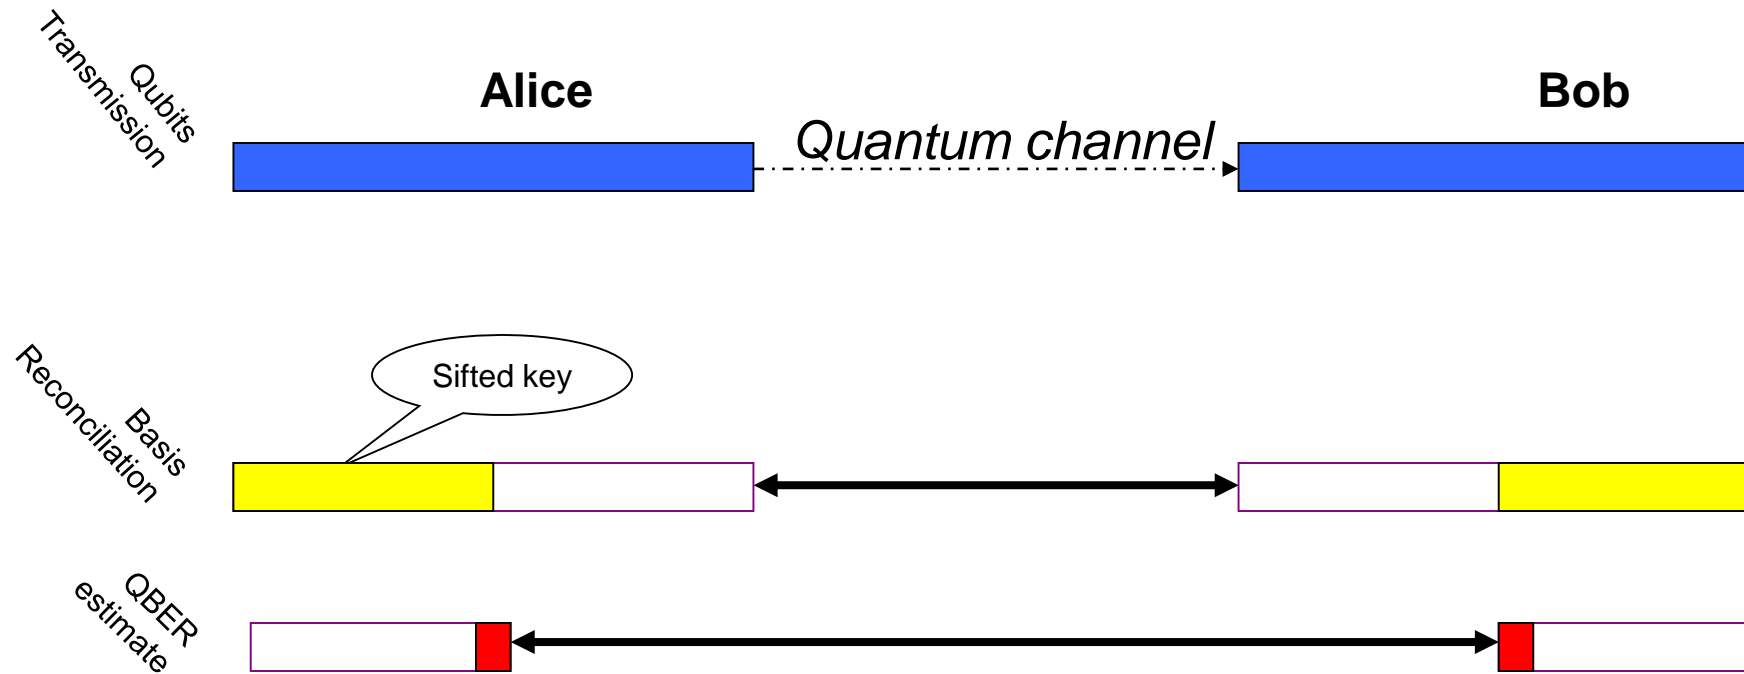 Qubits
Transmission
Alice
Bob
Quantum channel
Sifted key
Basis
Reconciliation
QBER
estimate